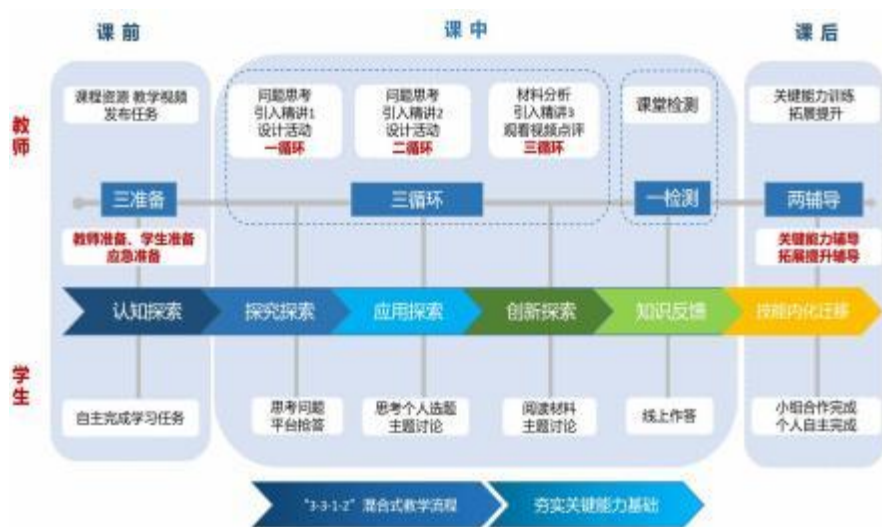 课前
课中
课后
教师
课程资源 教学视频
发布任务
问题思考
引入精讲1
设计活动
一循环
问题思考
引入精讲2
设计活动
二循环
材料分析
引入精讲3
观看视频点评
三循环
课堂检测
关键能力训练
拓展提升
三准备
三循环
一检测
两辅导
教师准备、学生准备
应急准备
关键能力辅导
拓展提升辅导
认知探索
探究探索
应用探索
创新探索
知识反馈
技能内化迁移
学生
自主完成学习任务
思考问题
平台抢答
思考个人选题
主题讨论
阅读材料
主题讨论
线上作答
小组合作完成
个人自主完成
"3-3-1-2" 混合式教学流程
夯实关键能力基础